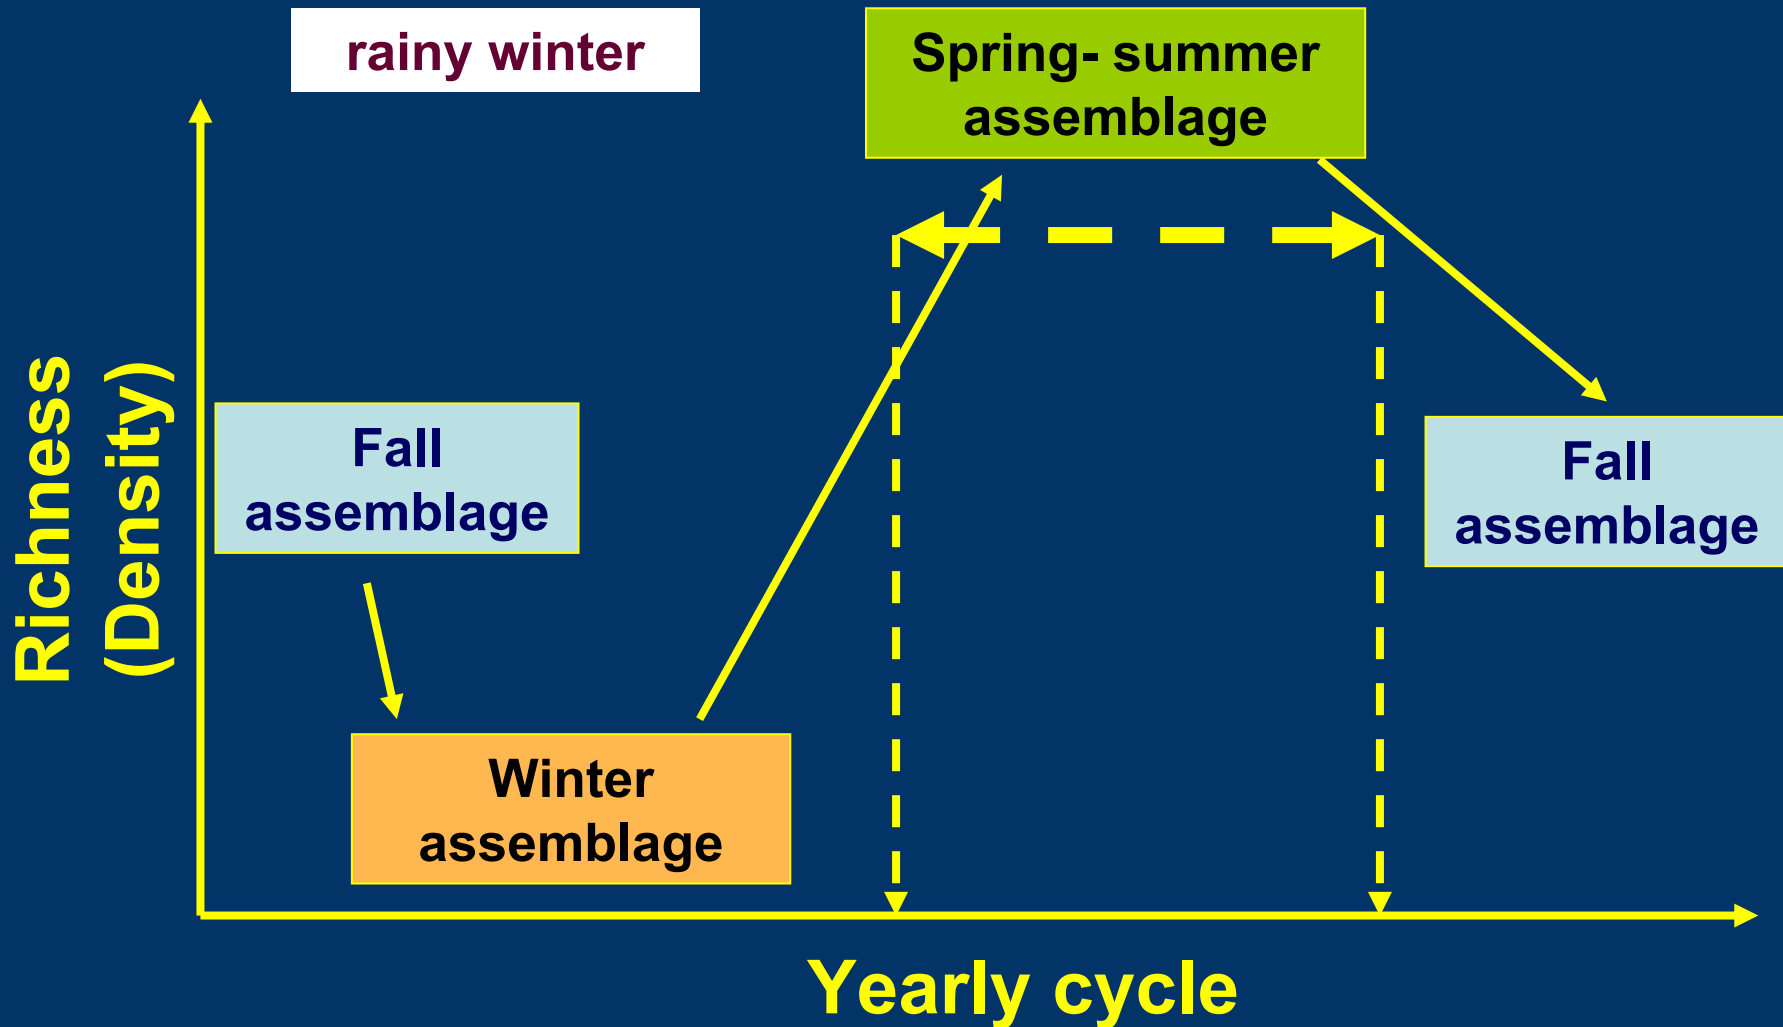 rainy winter
Spring- summer
assemblage
Richness
(Density)
Fall
assemblage
Fall
assemblage
Winter
assemblage
Yearly cycle